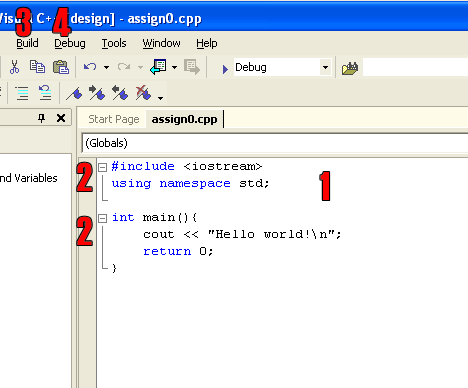 Visual C++ [design] - assign0.cpp
3 4
Build Debug Tools Window Help
Debug
Start Page assign0.cpp
(Globals)
nd Variables
2 #include <iostream> 1
using namespace std;
2 int main(){
cout << "Hello world!\n";
return 0;
}